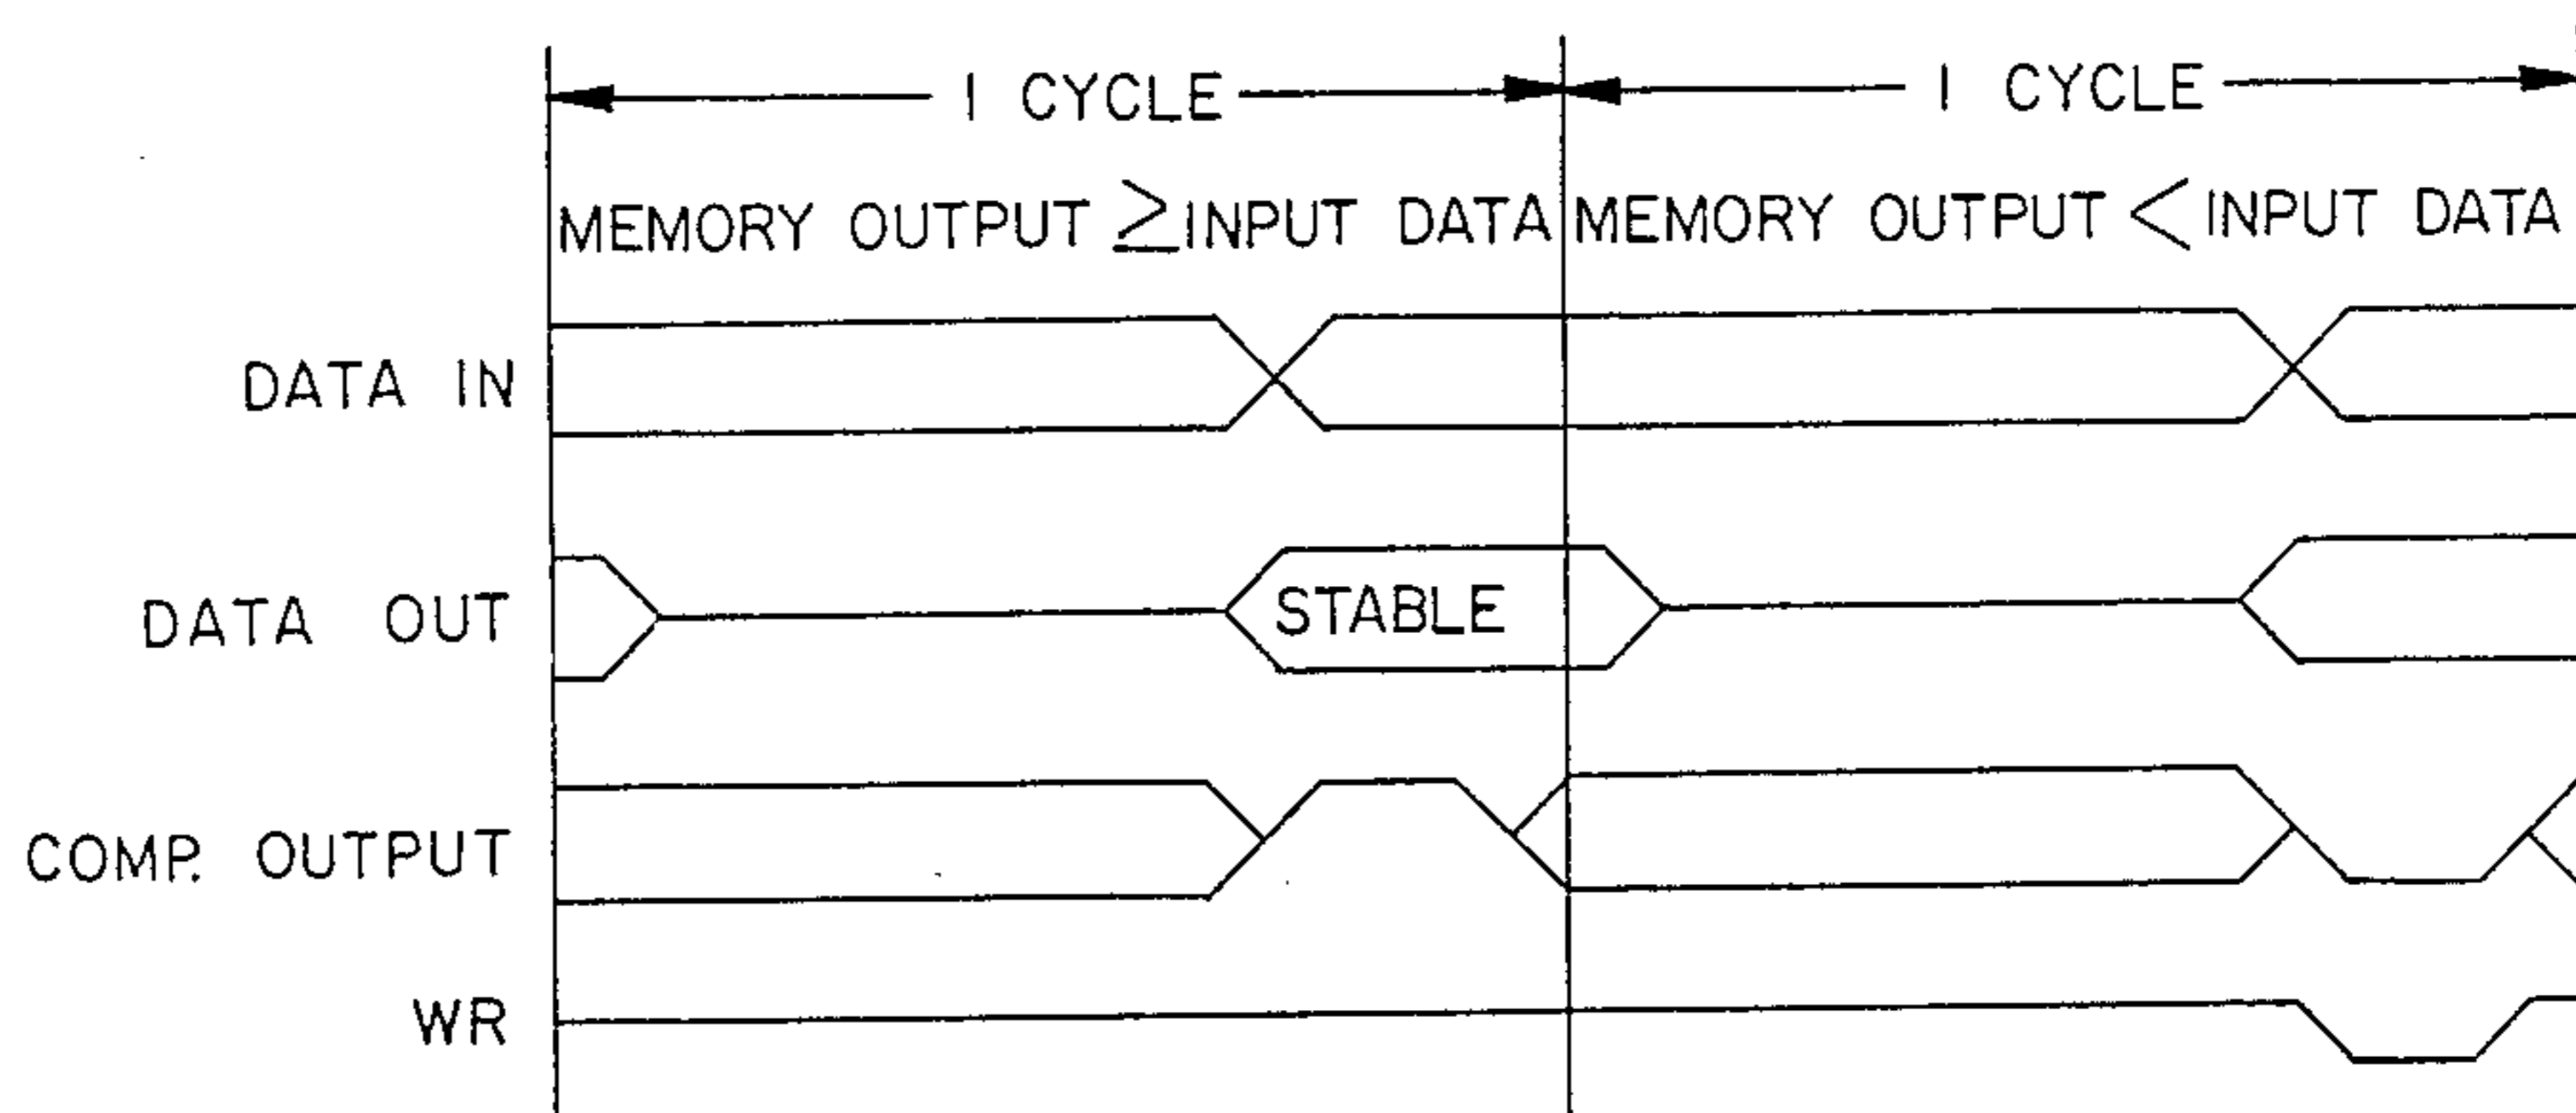 1 CYCLE 1 CYCLE
MEMORY OUTPUT ≥ INPUT DATA MEMORY OUTPUT < INPUT DATA
DATA IN
DATA OUT STABLE
COMP. OUTPUT
WR